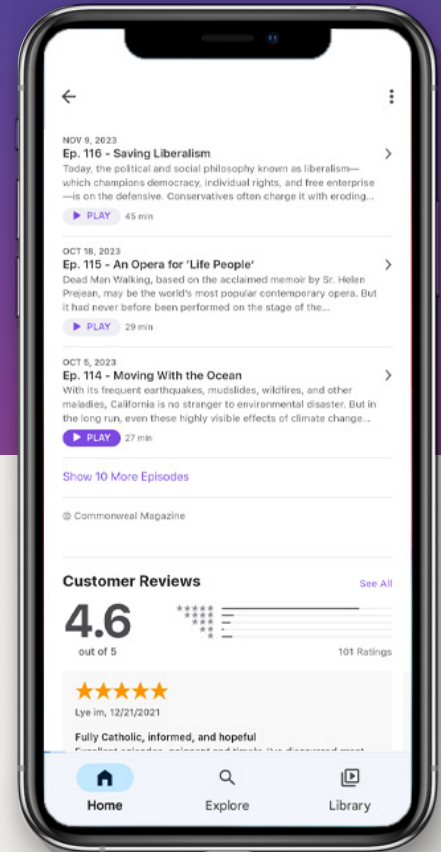 NOV 9, 2023
Ep. 116 - Saving Liberalism
Today, the political and social philosophy known as liberalism—
which champions democracy, individual rights, and free enterprise
—is on the defensive. Conservatives often charge it with eroding...
PLAY 45 min
OCT 18, 2023
Ep. 115 - An Opera for 'Life People'
Dead Man Walking, based on the acclaimed memoir by Sr. Helen
Prejean, may be the world's most popular contemporary opera. But
it had never before been performed on the stage of the...
PLAY 29 min
OCT 5, 2023
Ep. 114 - Moving With the Ocean
With its frequent earthquakes, mudslides, wildfires, and other
maladies, California is no stranger to environmental disaster. But in
the long run, even these highly visible effects of climate change...
PLAY 27 min
Show 10 More Episodes
© Commonweal Magazine
Customer Reviews See All
4.6
out of 5 101 Ratings
Lye im, 12/21/2021
Fully Catholic, informed, and hopeful
Home Explore Library